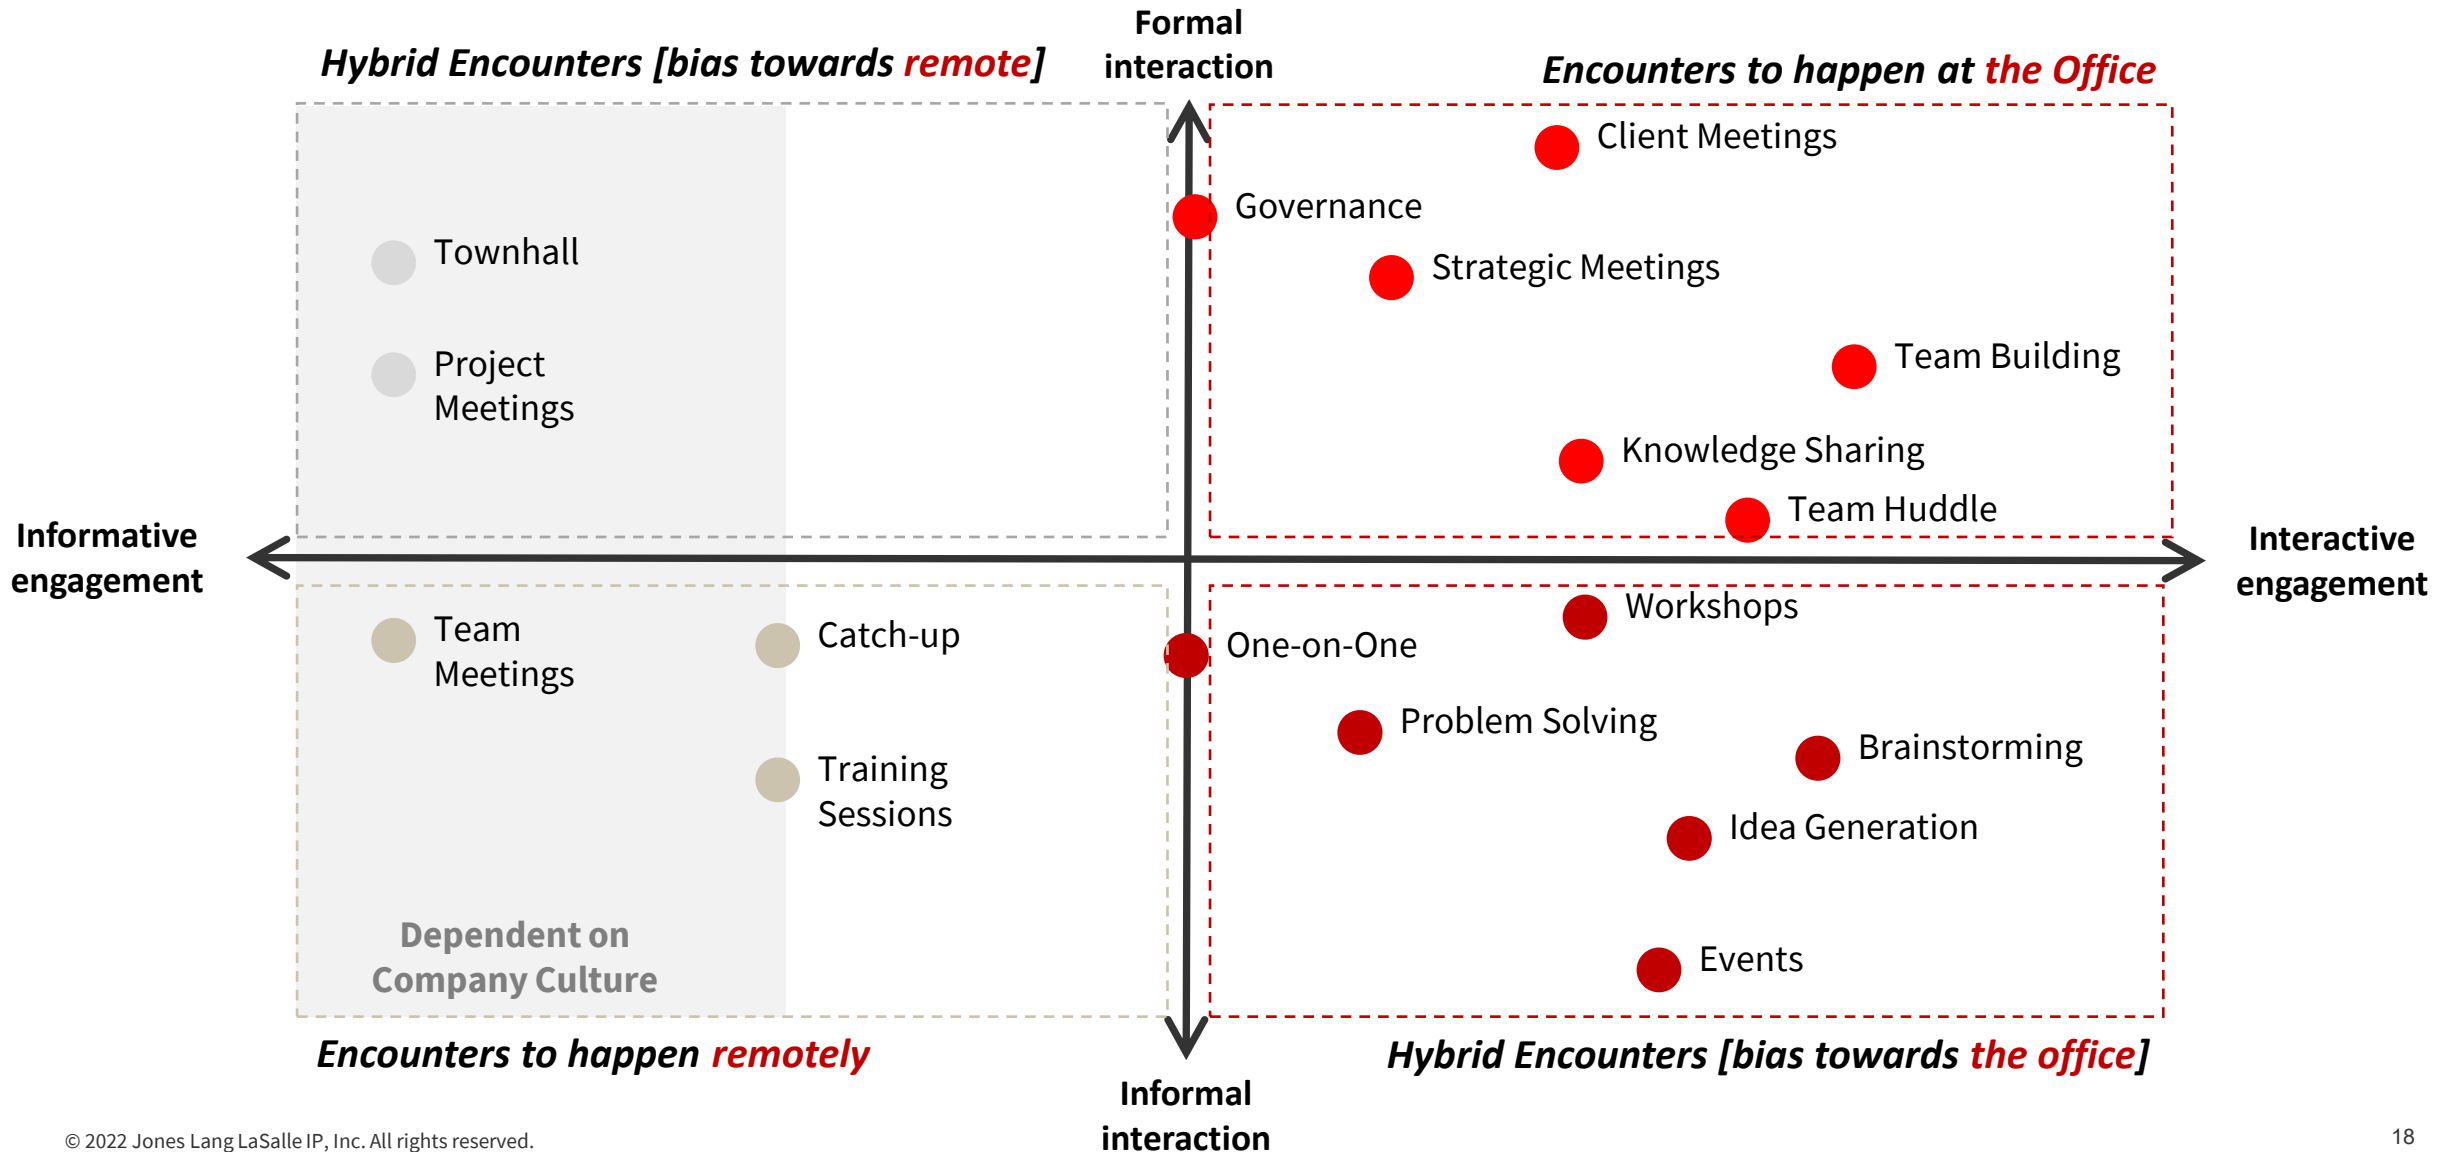 Formal
interaction
Hybrid Encounters [bias towards remote]
Encounters to happen at the Office
Client Meetings
Governance
Townhall
Strategic Meetings
Project
Meetings
Team Building
Knowledge Sharing
Team Huddle
Informative
engagement
Interactive
engagement
Team
Meetings
Catch-up
One-on-One
Workshops
Problem Solving
Brainstorming
Training
Sessions
Idea Generation
Dependent on
Company Culture
Events
Encounters to happen remotely
Hybrid Encounters [bias towards the office]
Informal
interaction
© 2022 Jones Lang LaSalle IP, Inc. All rights reserved.
18